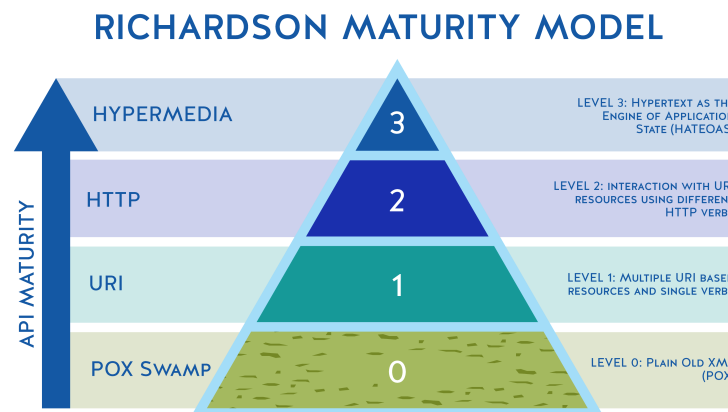 RICHARDSON MATURITY MODEL
HYPERMEDIA
3
LEVEL 3: HYPERTEXT AS TH
ENGINE OF APPLICATION
STATE (HATEOAS
HTTP
2
LEVEL 2: INTERACTION WITH UR
RESOURCES USING DIFFEREN
HTTP VERB
API MATURITY
URI
1
LEVEL 1: MULTIPLE URI BASE
RESOURCES AND SINGLE VERB
POX SWAMP
0
LEVEL 0: PLAIN OLD XM
(POX